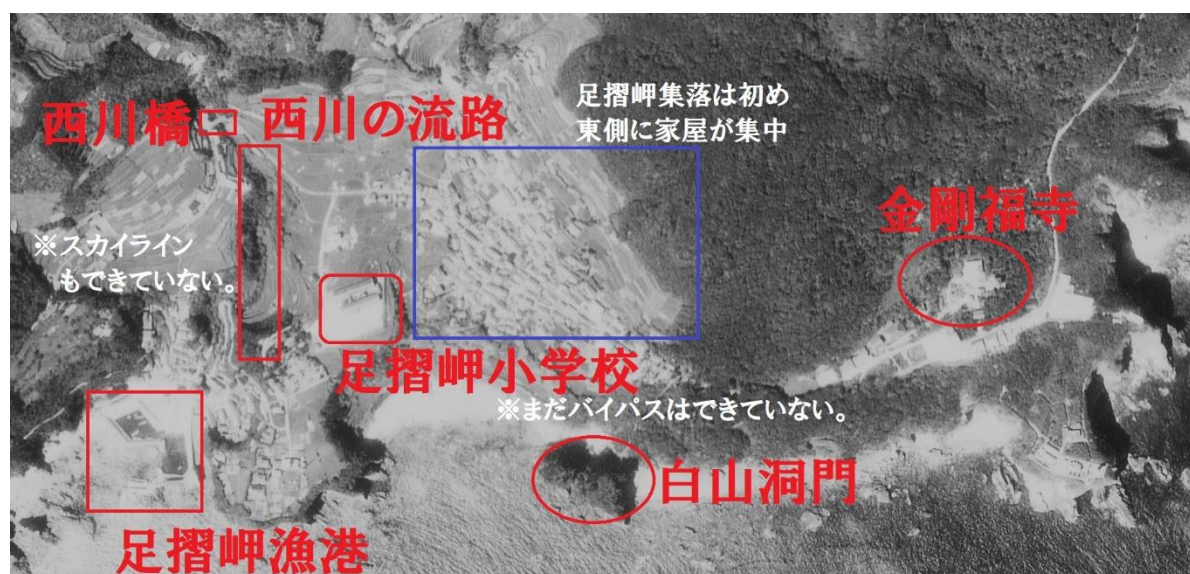 足摺岬集落は初め
東側に家屋が集中
西川橋
西川の流路
金剛福寺
※スカイライン
もできていない。
足摺岬小学校
※まだバイパスはできていない。
白山洞門
足摺岬漁港